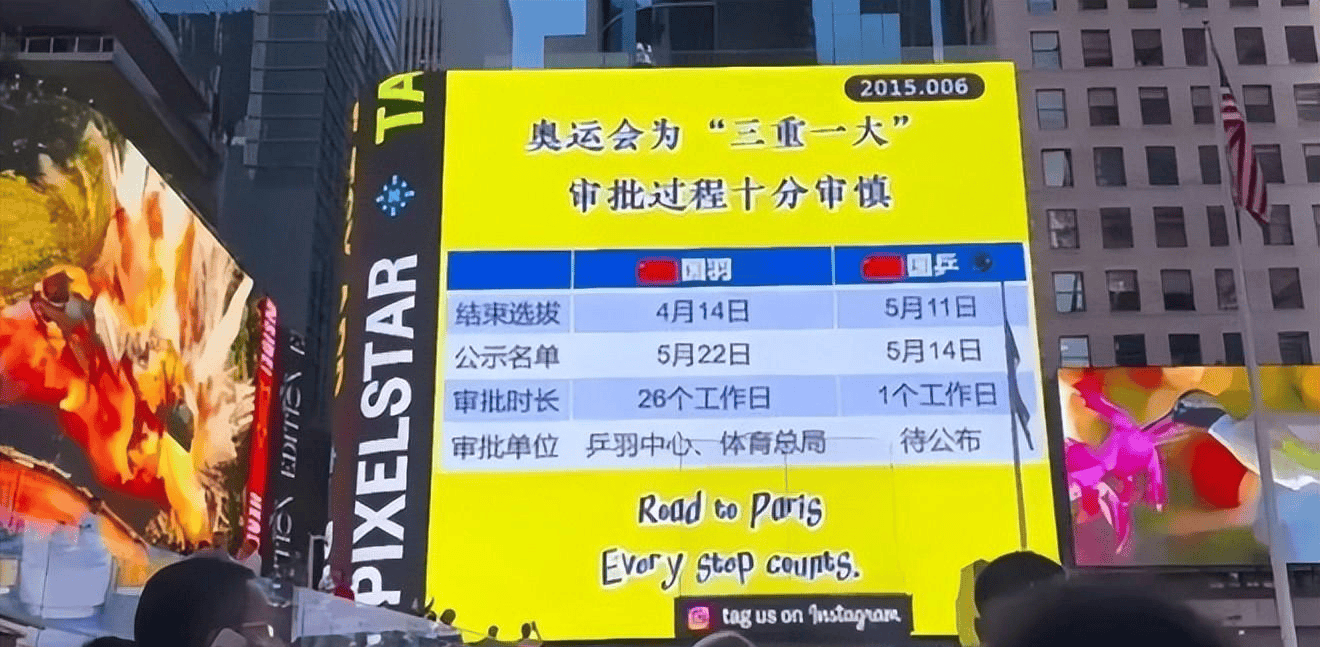 2015.006
奥运会为“三重一大”
审批过程十分审慎
国羽 国乒
结束选拔 4月14日 5月11日
公示名单 5月22日 5月14日
审批时长 26个工作日 1个工作日
审批单位 乒羽中心、体育总局 待公布
Road to Paris
Every step counts.
tag us on Instagram
TA
PIXELSTAR
EDITION